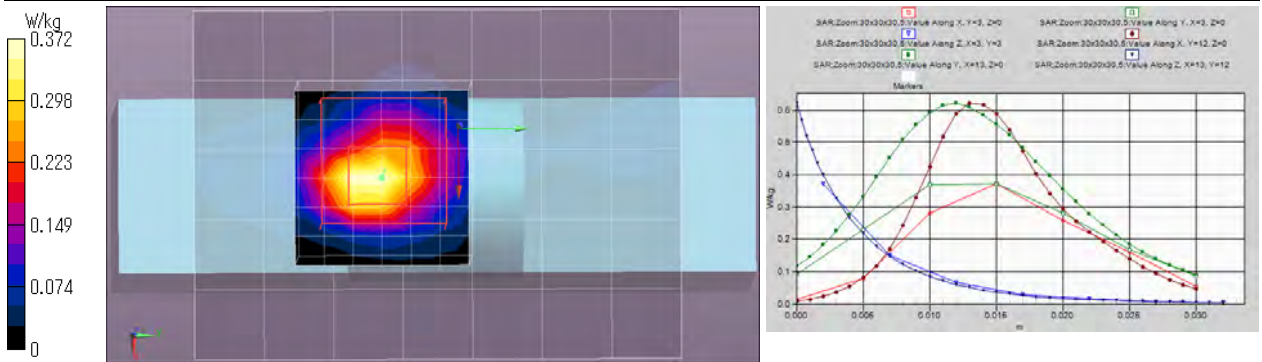 W/kg
0.372
0.298
0.223
0.149
0.074
0
SAR;Zoom:30x30x30,5:Value Along X, Y=3, Z=0
SAR;Zoom:30x30x30,5:Value Along Y, X=3, Z=0
SAR;Zoom:30x30x30,5:Value Along Z, X=3, Y=3
SAR;Zoom:30x30x30,5:Value Along X, Y=12, Z=0
SAR;Zoom:30x30x30,5:Value Along Y, X=13, Z=0
SAR;Zoom:30x30x30,5:Value Along Z, X=13, Y=12
Markers
W/kg
0.6
0.5
0.4
0.3
0.2
0.1
0.0
0.000
0.005
0.010
0.015
0.020
0.025
0.030
m